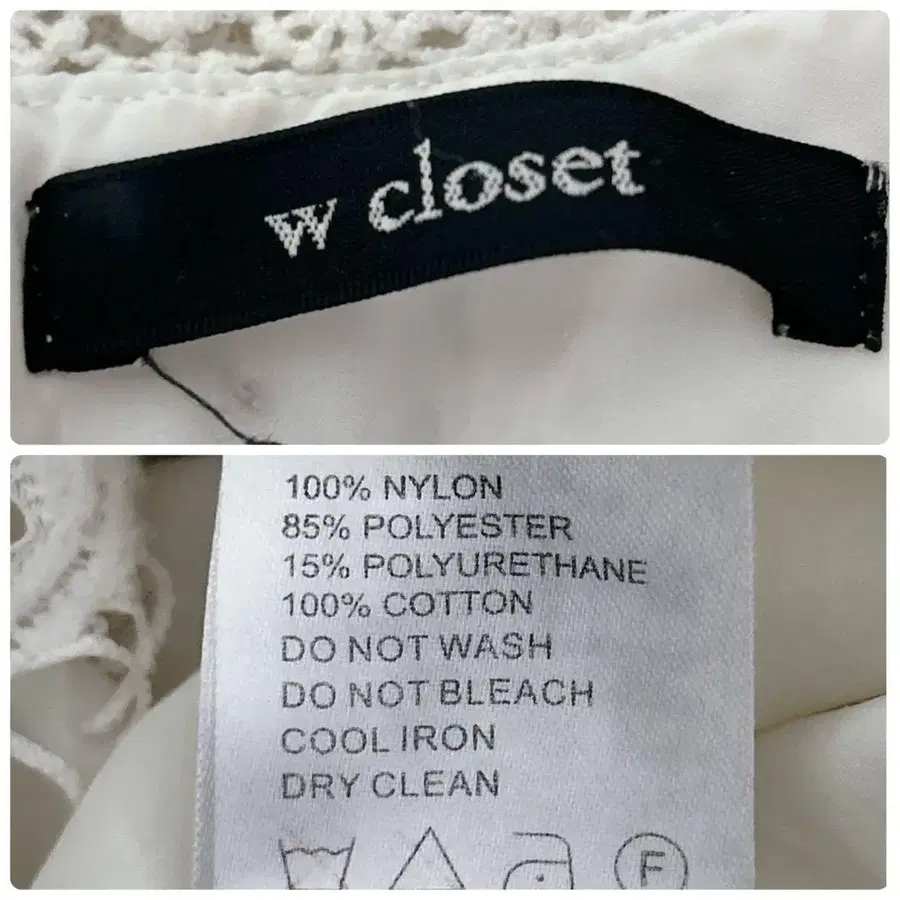 w closet
100% NYLON
85% POLYESTER
15% POLYURETHANE
100% COTTON
DO NOT WASH
DO NOT BLEACH
COOL IRON
DRY CLEAN
F